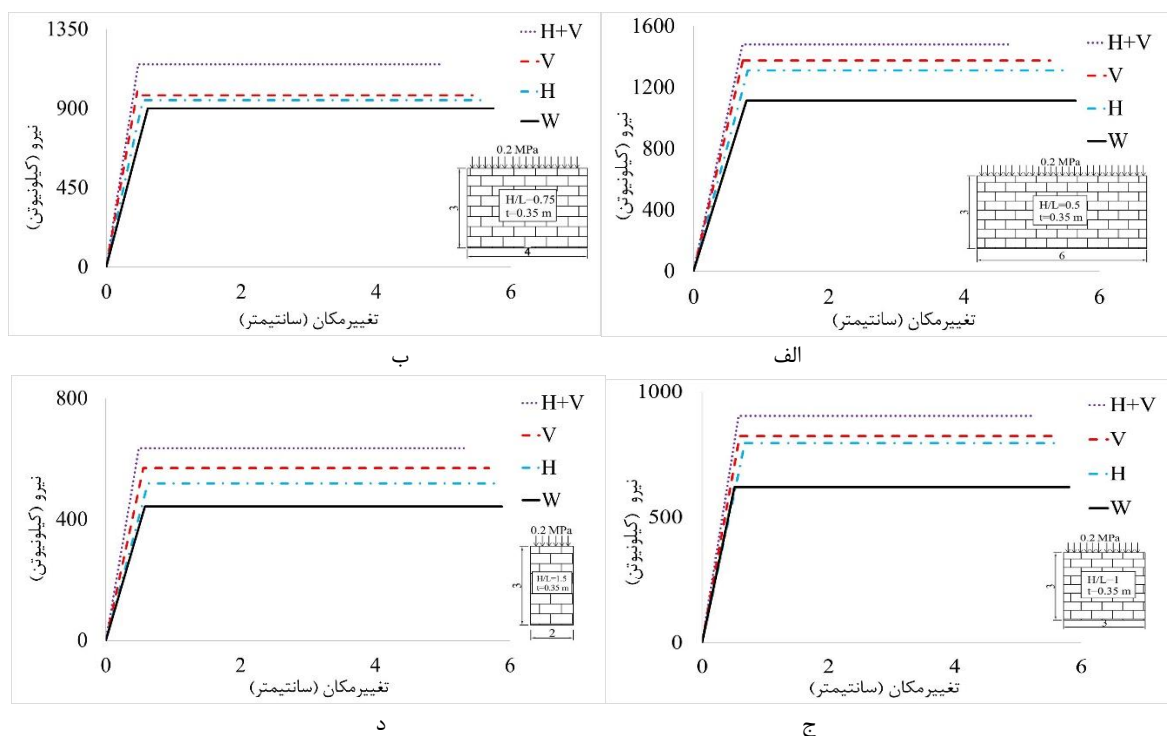 1600
1200
800
400
0
0
2
4
6
نیرو (کیلونیوتن)
تغییرمکان (سانتیمتر)
H+V
V
H
W
0.2 MPa
H/L=0.5
t=0.35 m
3
6
الف
1350
900
450
0
0
2
4
6
نیرو (کیلونیوتن)
تغییرمکان (سانتیمتر)
H+V
V
H
W
0.2 MPa
H/L=0.75
t=0.35 m
3
4
ب
1000
500
0
0
2
4
6
نیرو (کیلونیوتن)
تغییرمکان (سانتیمتر)
H+V
V
H
W
0.2 MPa
H/L=1
t=0.35 m
3
3
ج
800
400
0
0
2
4
6
نیرو (کیلونیوتن)
تغییرمکان (سانتیمتر)
H+V
V
H
W
0.2 MPa
H/L=1.5
t=0.35 m
3
2
د